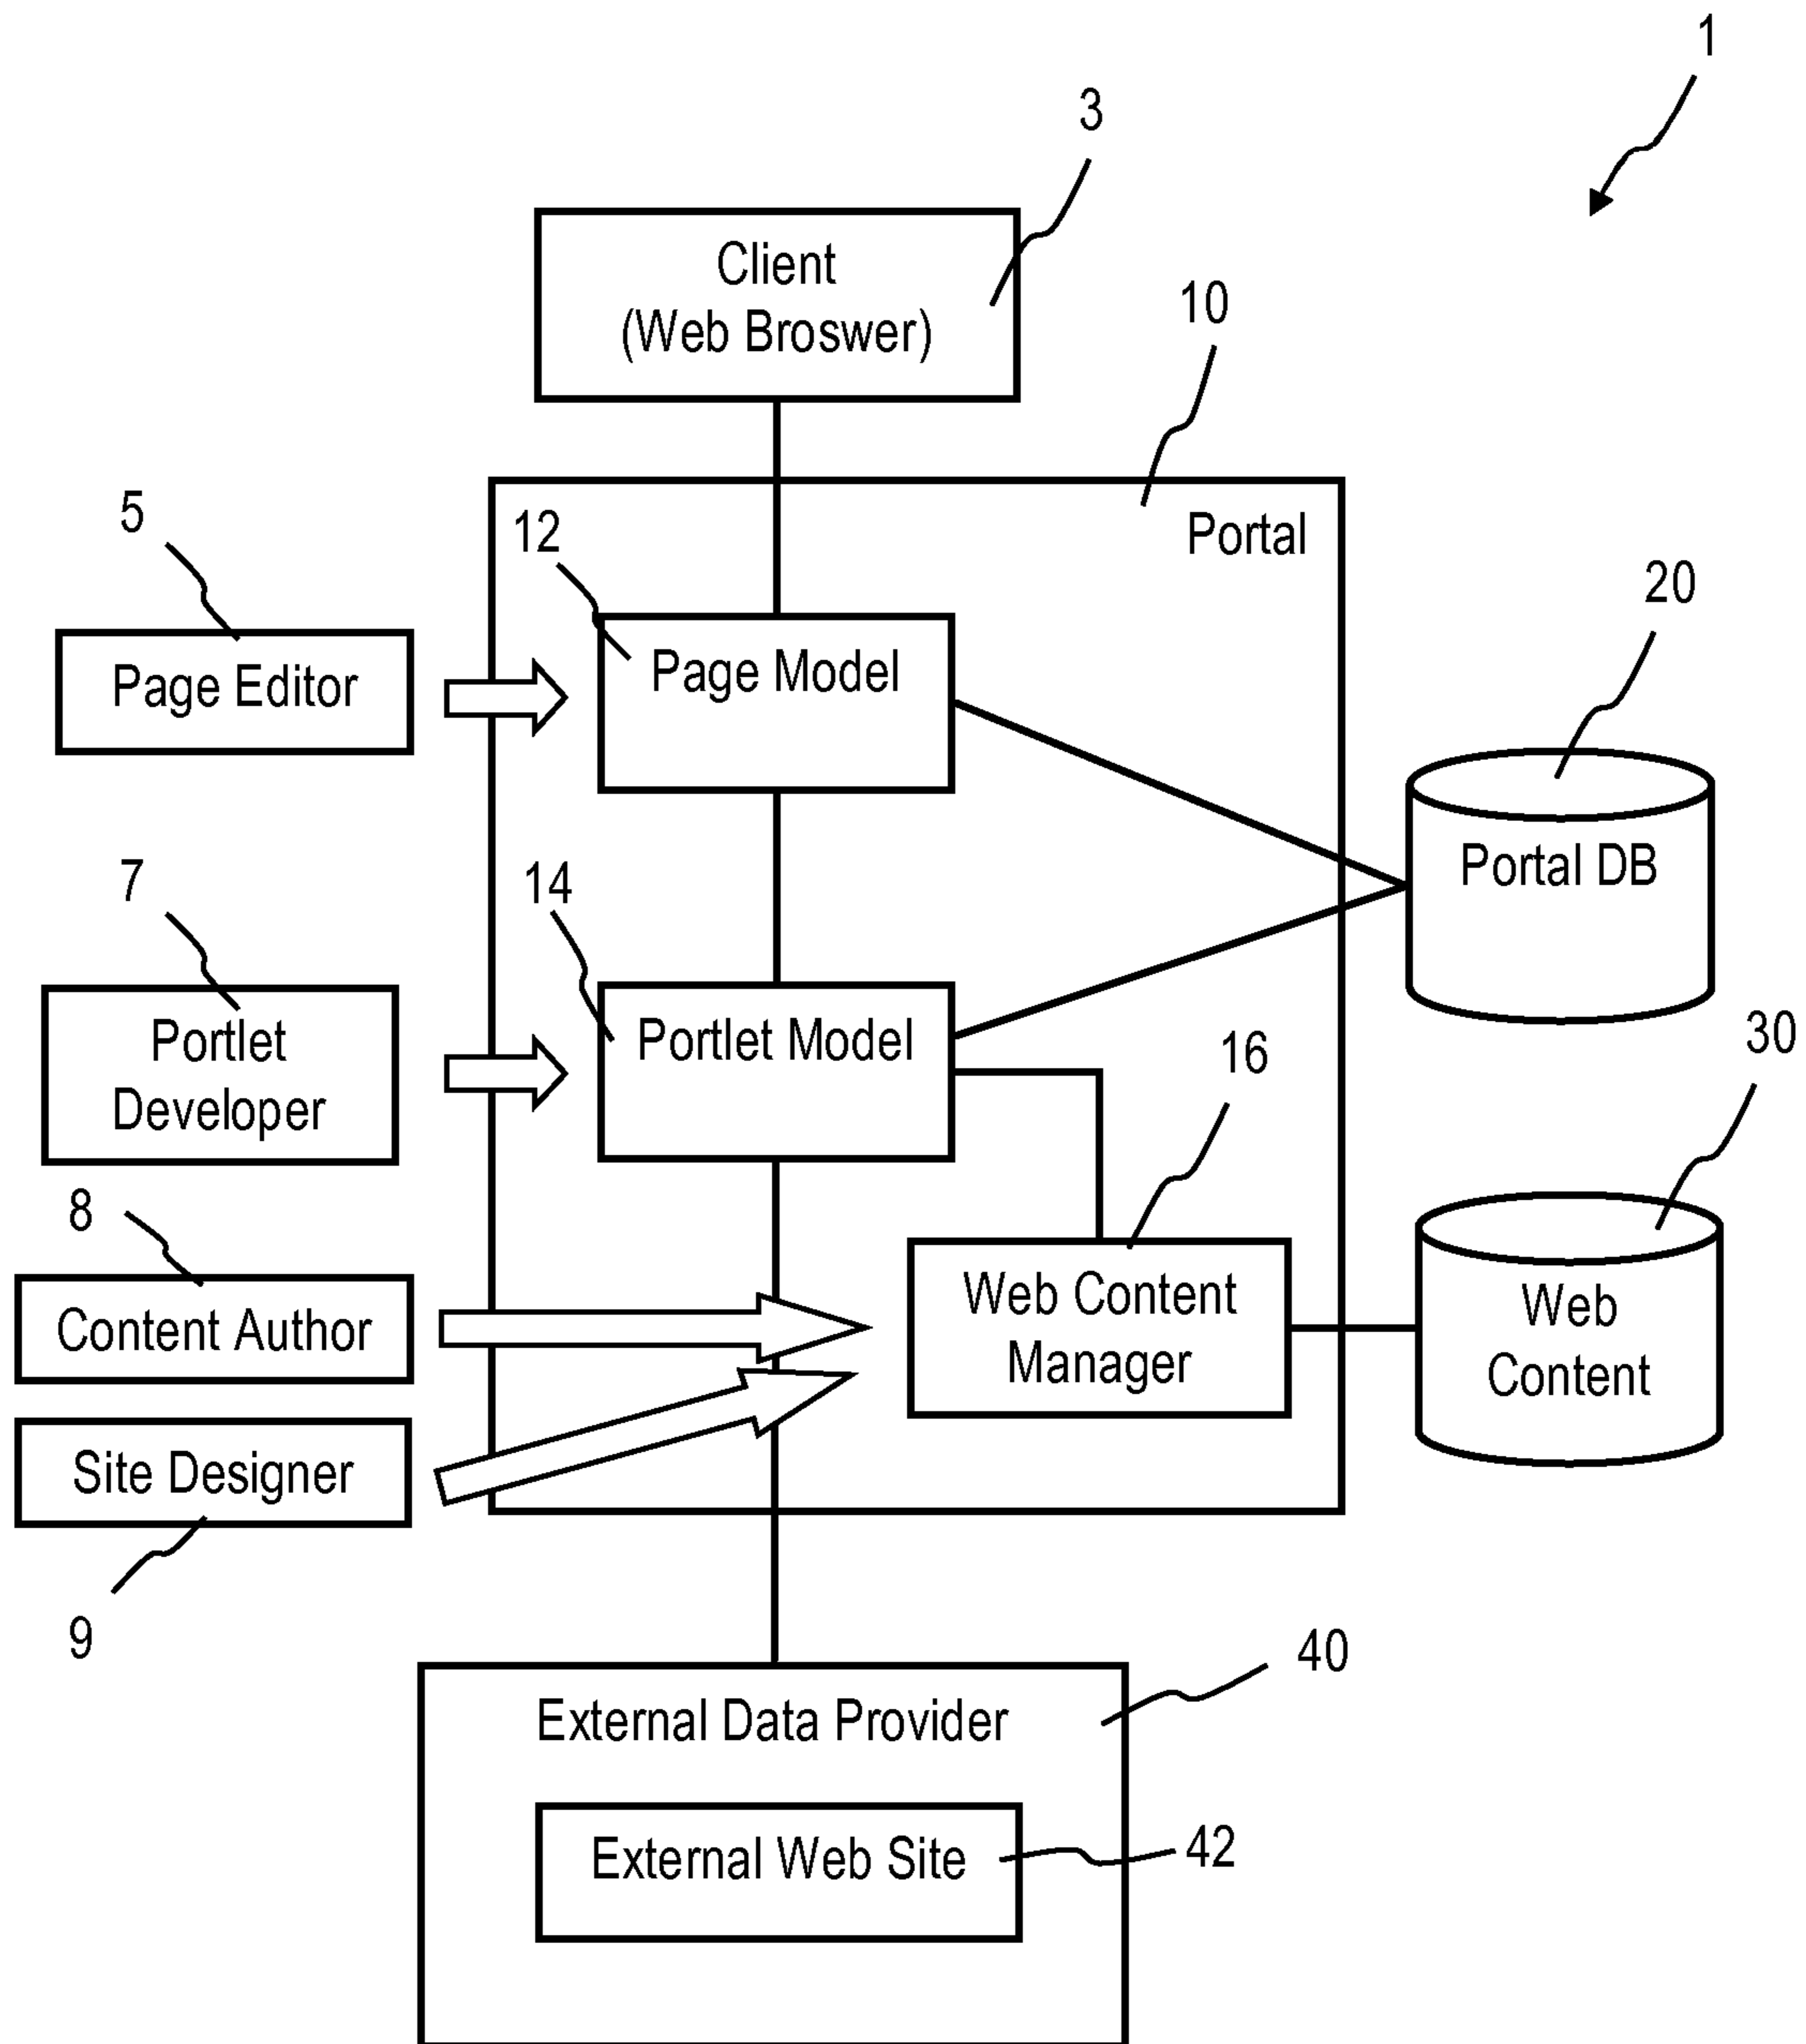 1
3
Client
(Web Broswer)
10
Portal
5
12
Page Editor
Page Model
20
Portal DB
7
14
Portlet
Developer
Portlet Model
16
30
8
Content Author
Web Content
Manager
Web
Content
Site Designer
9
40
External Data Provider
External Web Site
42